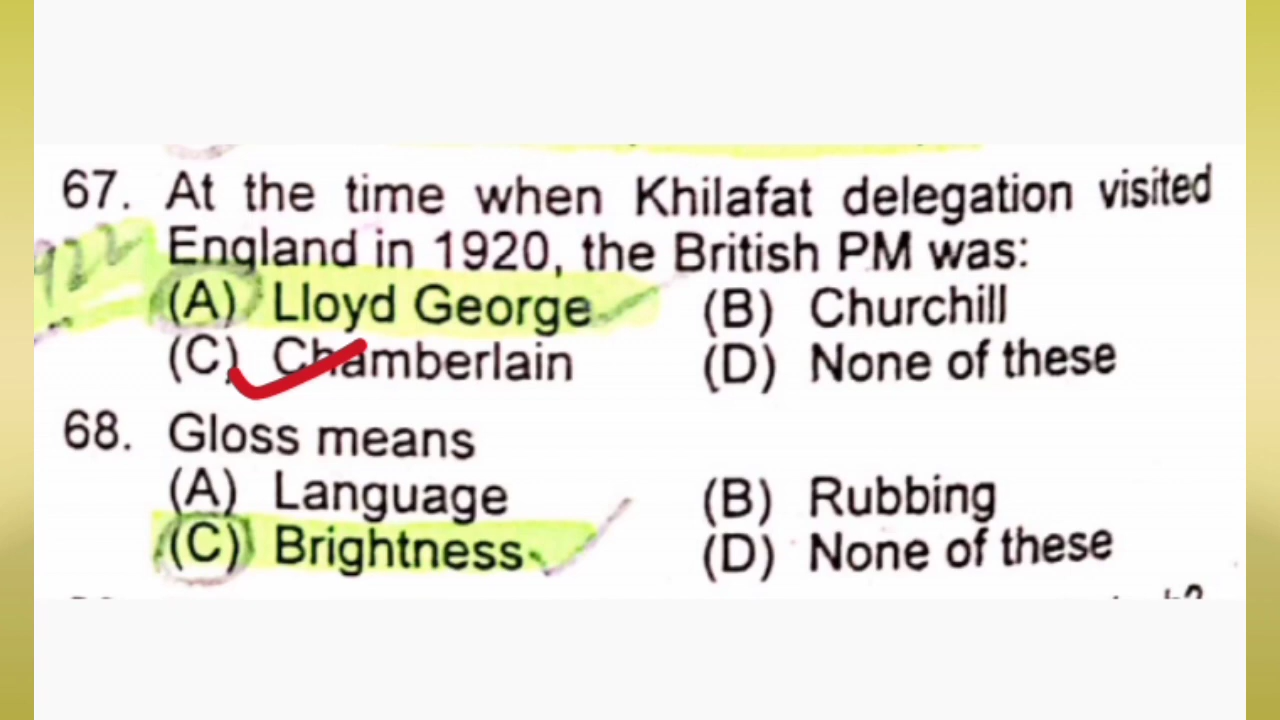 67. At the time when Khilafat delegation visited
England in 1920, the British PM was:
(A) Lloyd George (B) Churchill
(C) Chamberlain (D) None of these
68. Gloss means
(A) Language (B) Rubbing
(C) Brightness (D) None of these